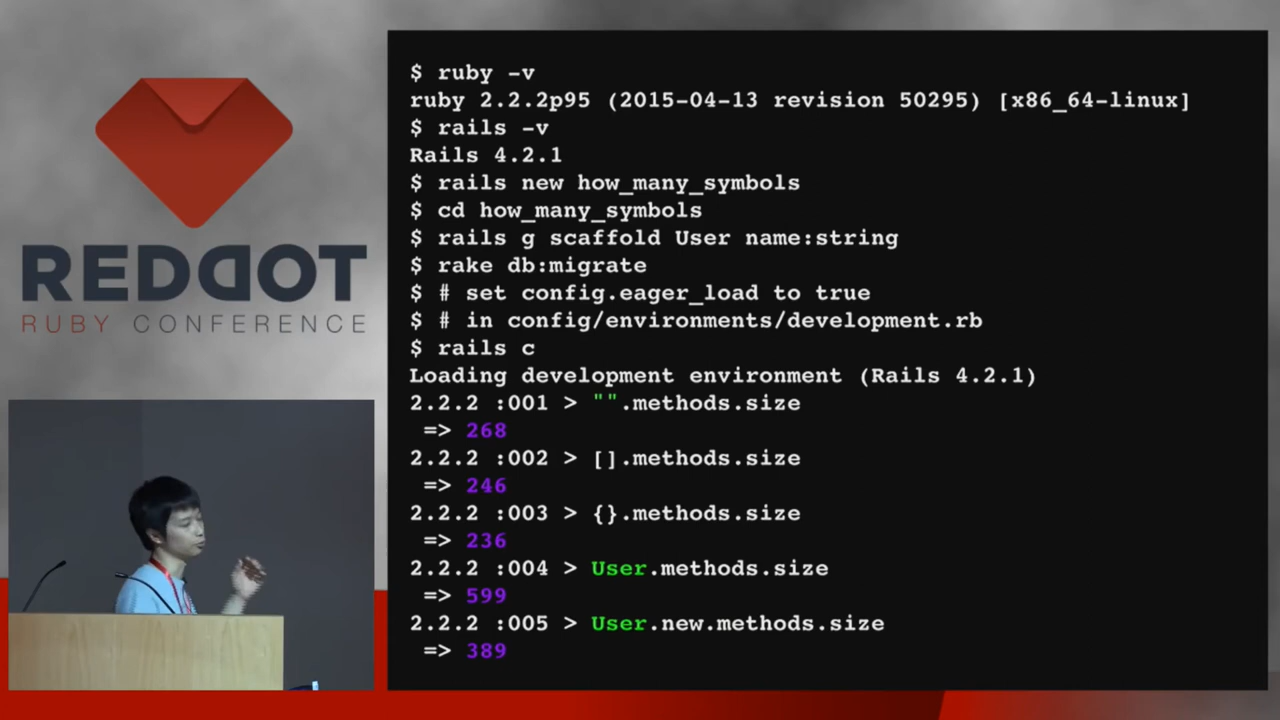 REDDOT
RUBY CONFERENCE
$ ruby -v
ruby 2.2.2p95 (2015-04-13 revision 50295) [x86_64-linux]
$ rails -v
Rails 4.2.1
$ rails new how_many_symbols
$ cd how_many_symbols
$ rails g scaffold User name:string
$ rake db:migrate
$ # set config.eager_load to true
$ # in config/environments/development.rb
$ rails c
Loading development environment (Rails 4.2.1)
2.2.2 :001 > "".methods.size
=> 268
2.2.2 :002 > [].methods.size
=> 246
2.2.2 :003 > {}.methods.size
=> 236
2.2.2 :004 > User.methods.size
=> 599
2.2.2 :005 > User.new.methods.size
=> 389